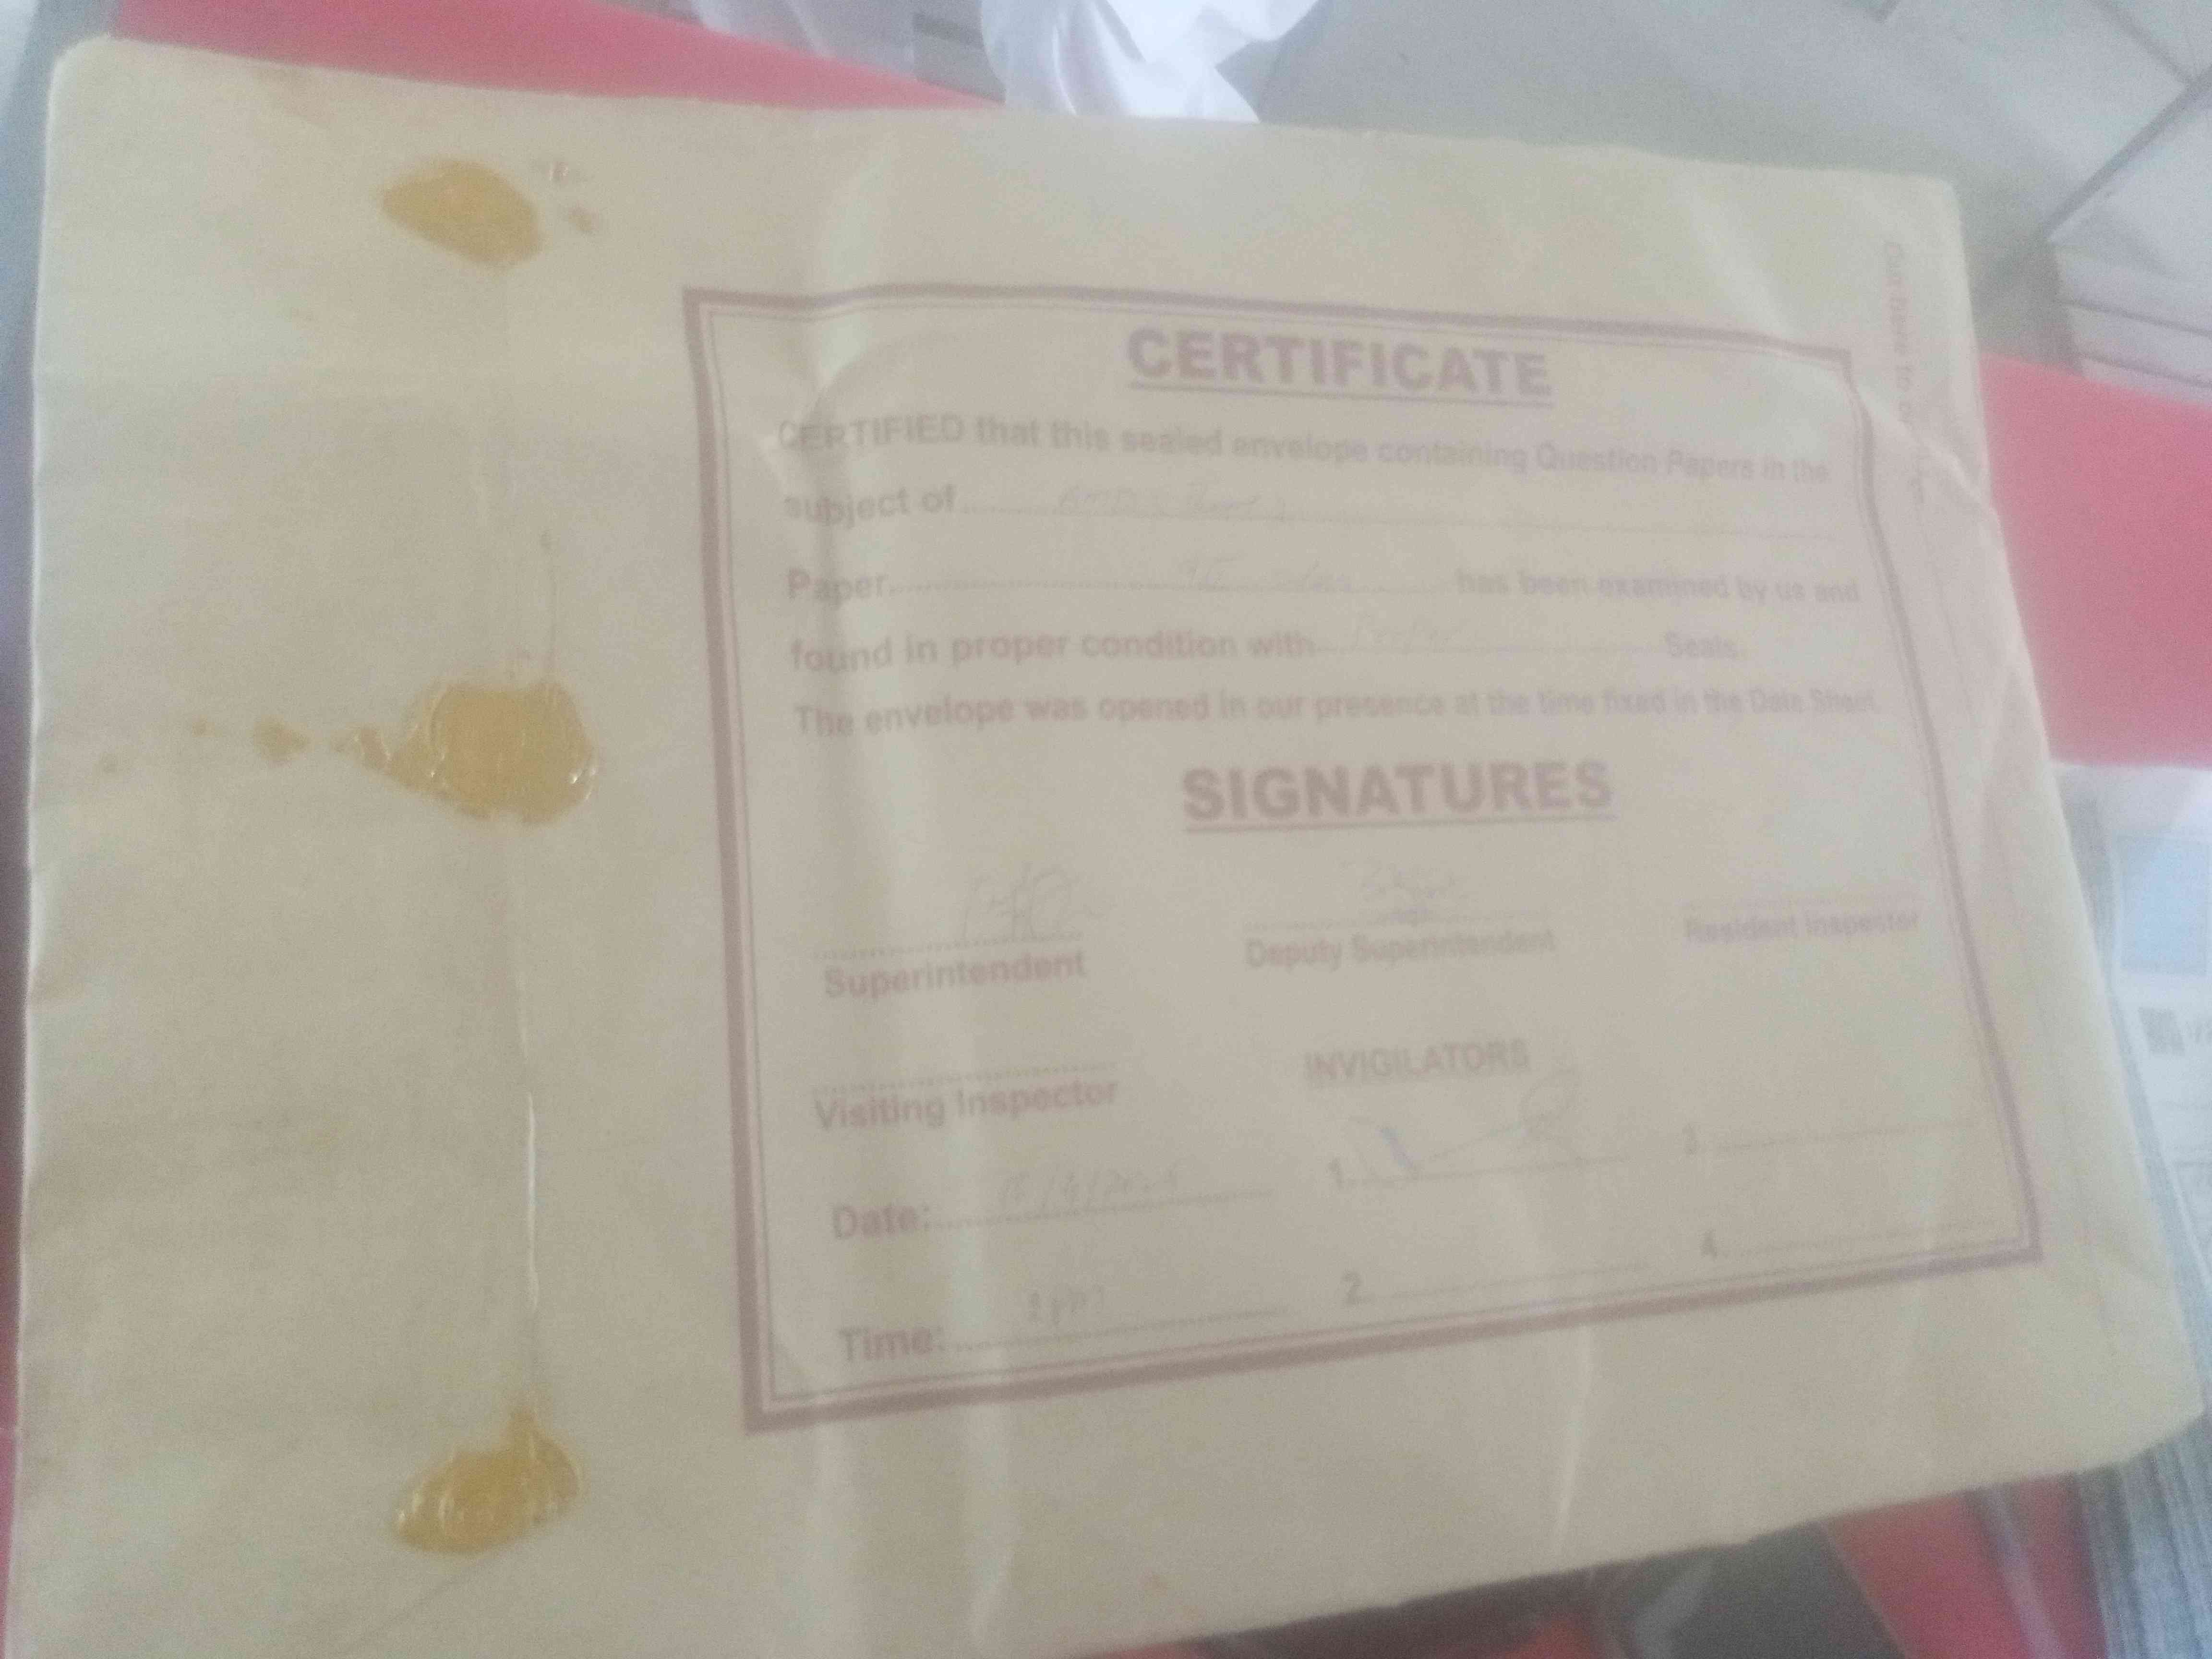 CERTIFICATE
CERTIFIED that this sealed envelope containing Question Papers in the
subject of
Paper has been examined by us and
found in proper condition with Proper Seals.
The envelope was opened in our presence at the time fixed in the Date Sheet.
SIGNATURES
Superintendent Deputy Superintendent Resident Inspector
INVIGILATORS
Visiting Inspector
1. 3.
Date:
2. 4.
Time: